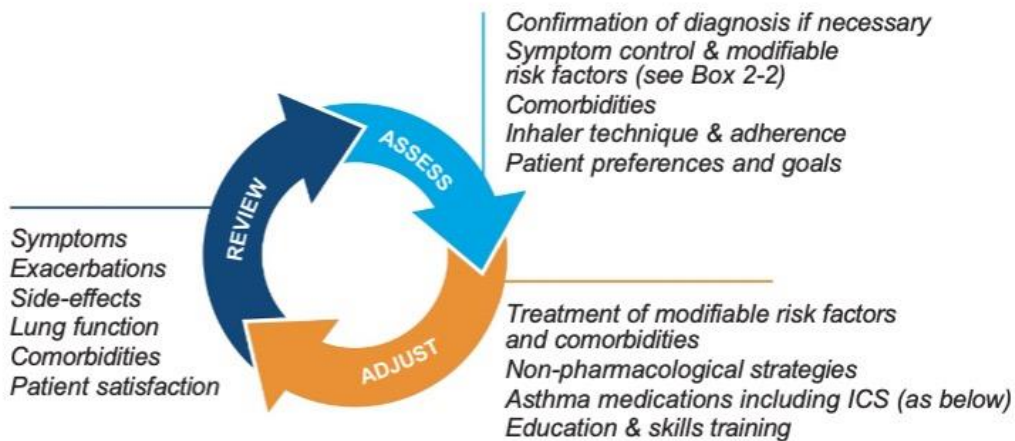 Confirmation of diagnosis if necessary
Symptom control & modifiable
risk factors (see Box 2-2)
Comorbidities
Inhaler technique & adherence
Patient preferences and goals
ASSESS
REVIEW
ADJUST
Symptoms
Exacerbations
Side-effects
Lung function
Comorbidities
Patient satisfaction
Treatment of modifiable risk factors
and comorbidities
Non-pharmacological strategies
Asthma medications including ICS (as below)
Education & skills training